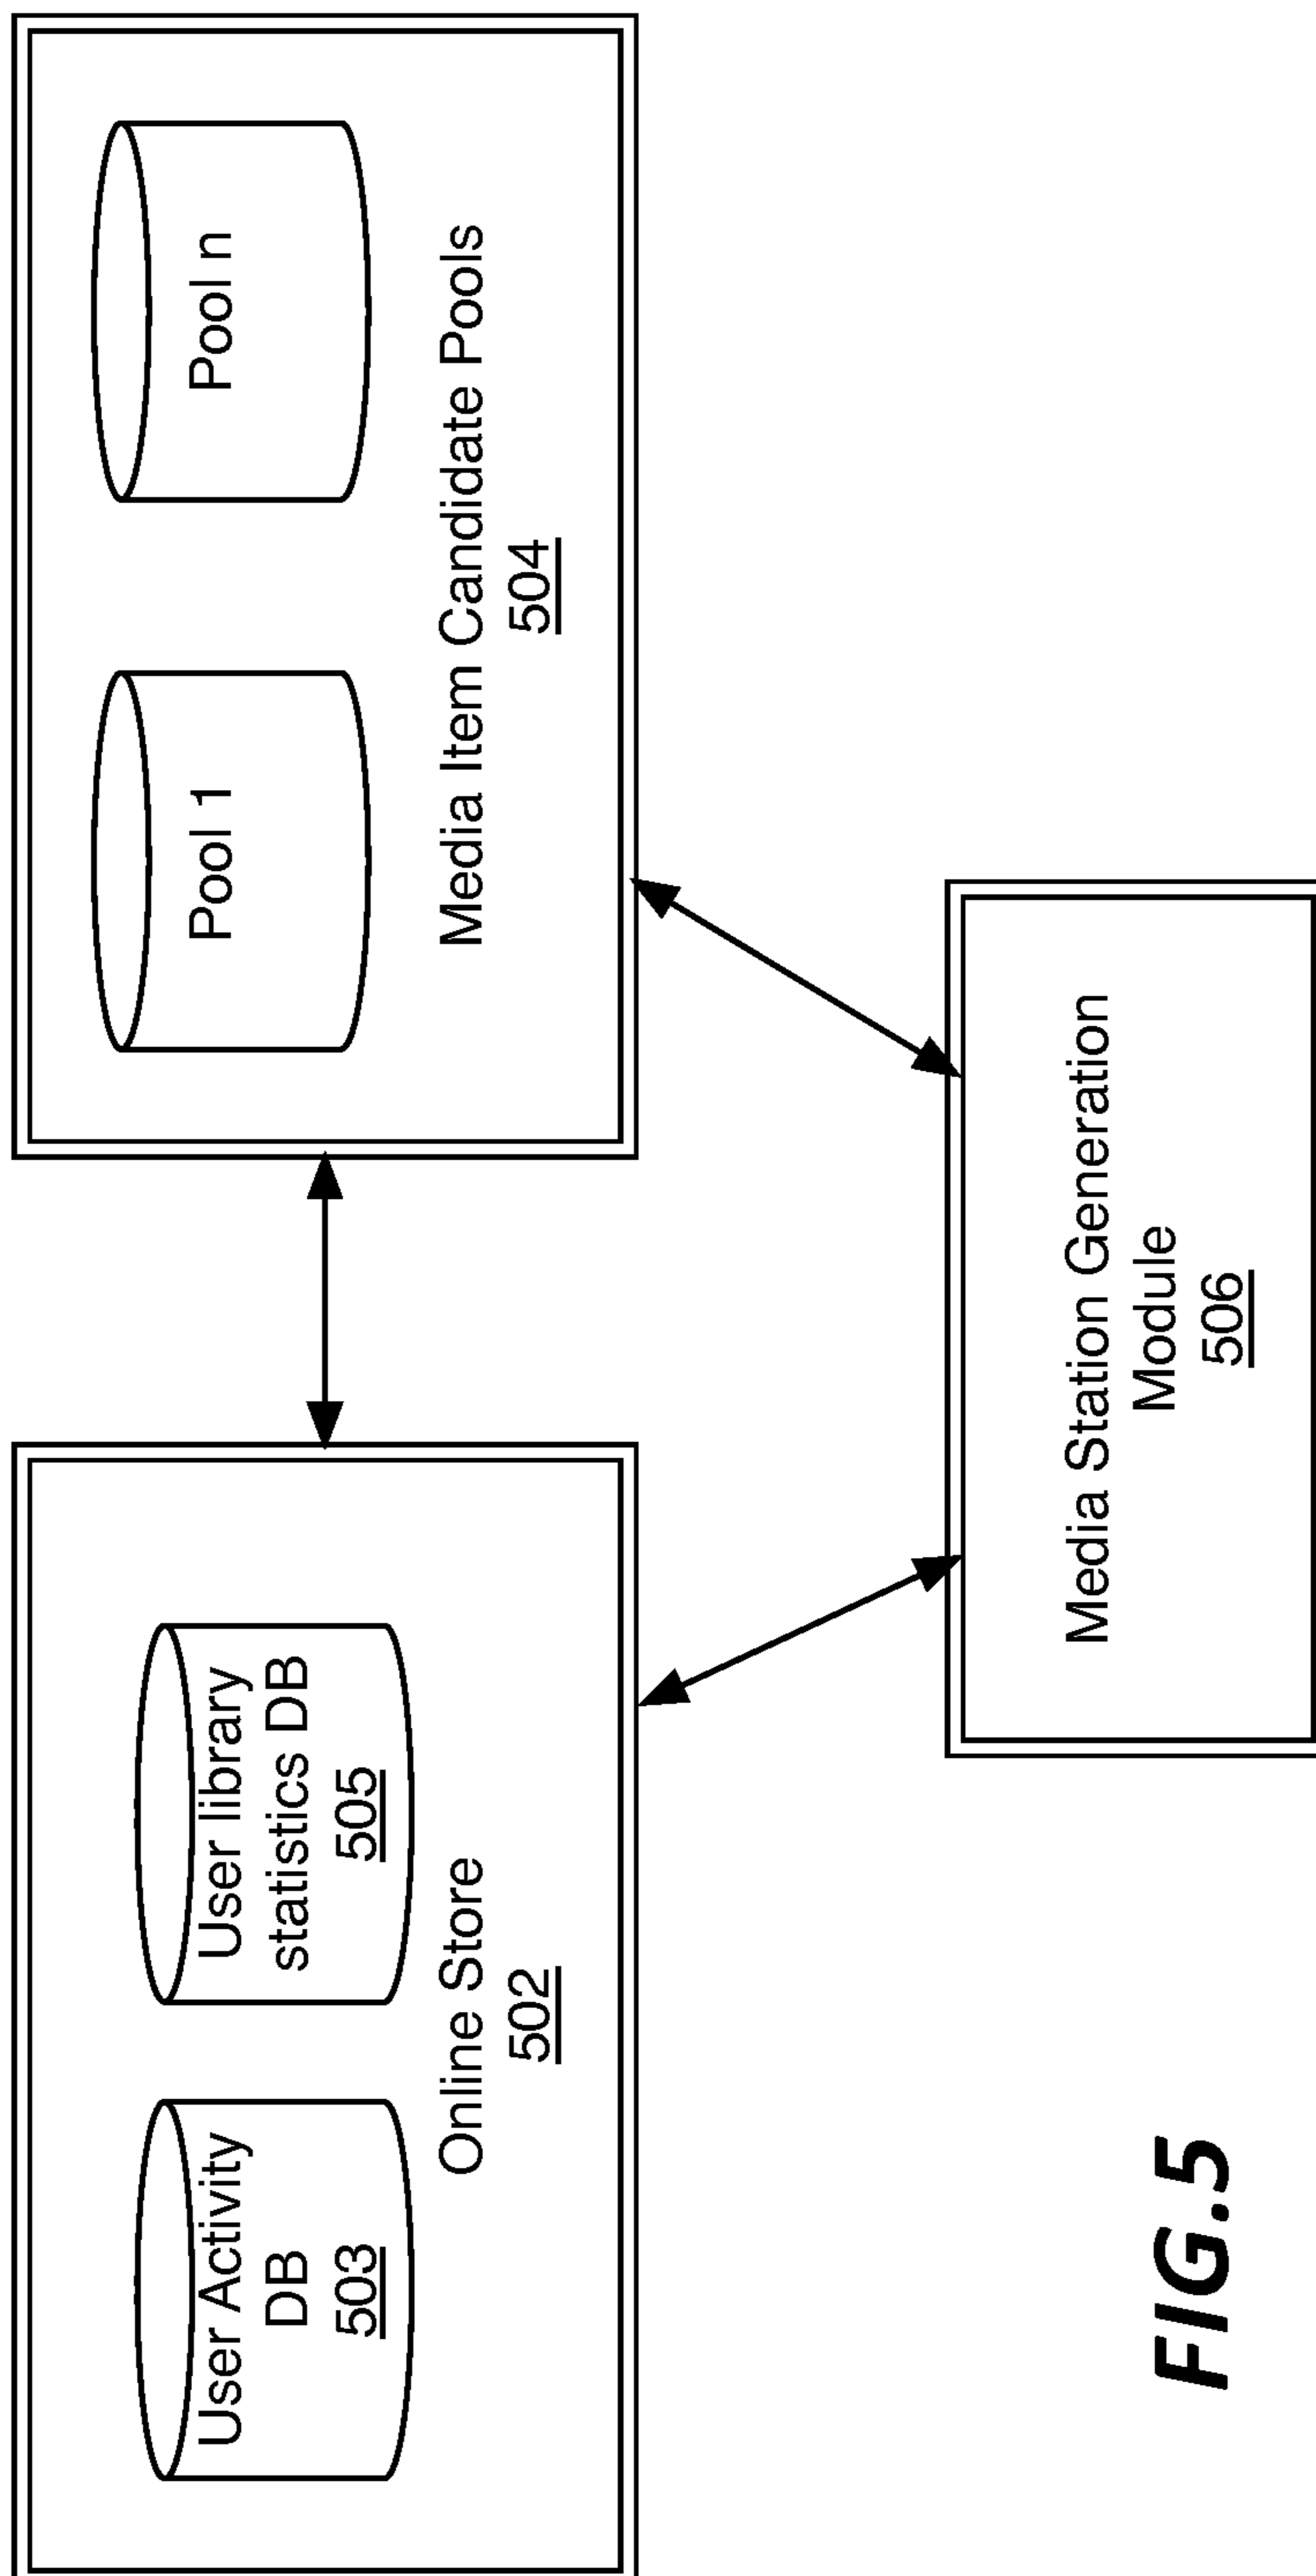 User Activity
DB
503
User library
statistics DB
505
Online Store
502
Pool 1
Pool n
Media Item Candidate Pools
504
Media Station Generation
Module
506
FIG.5